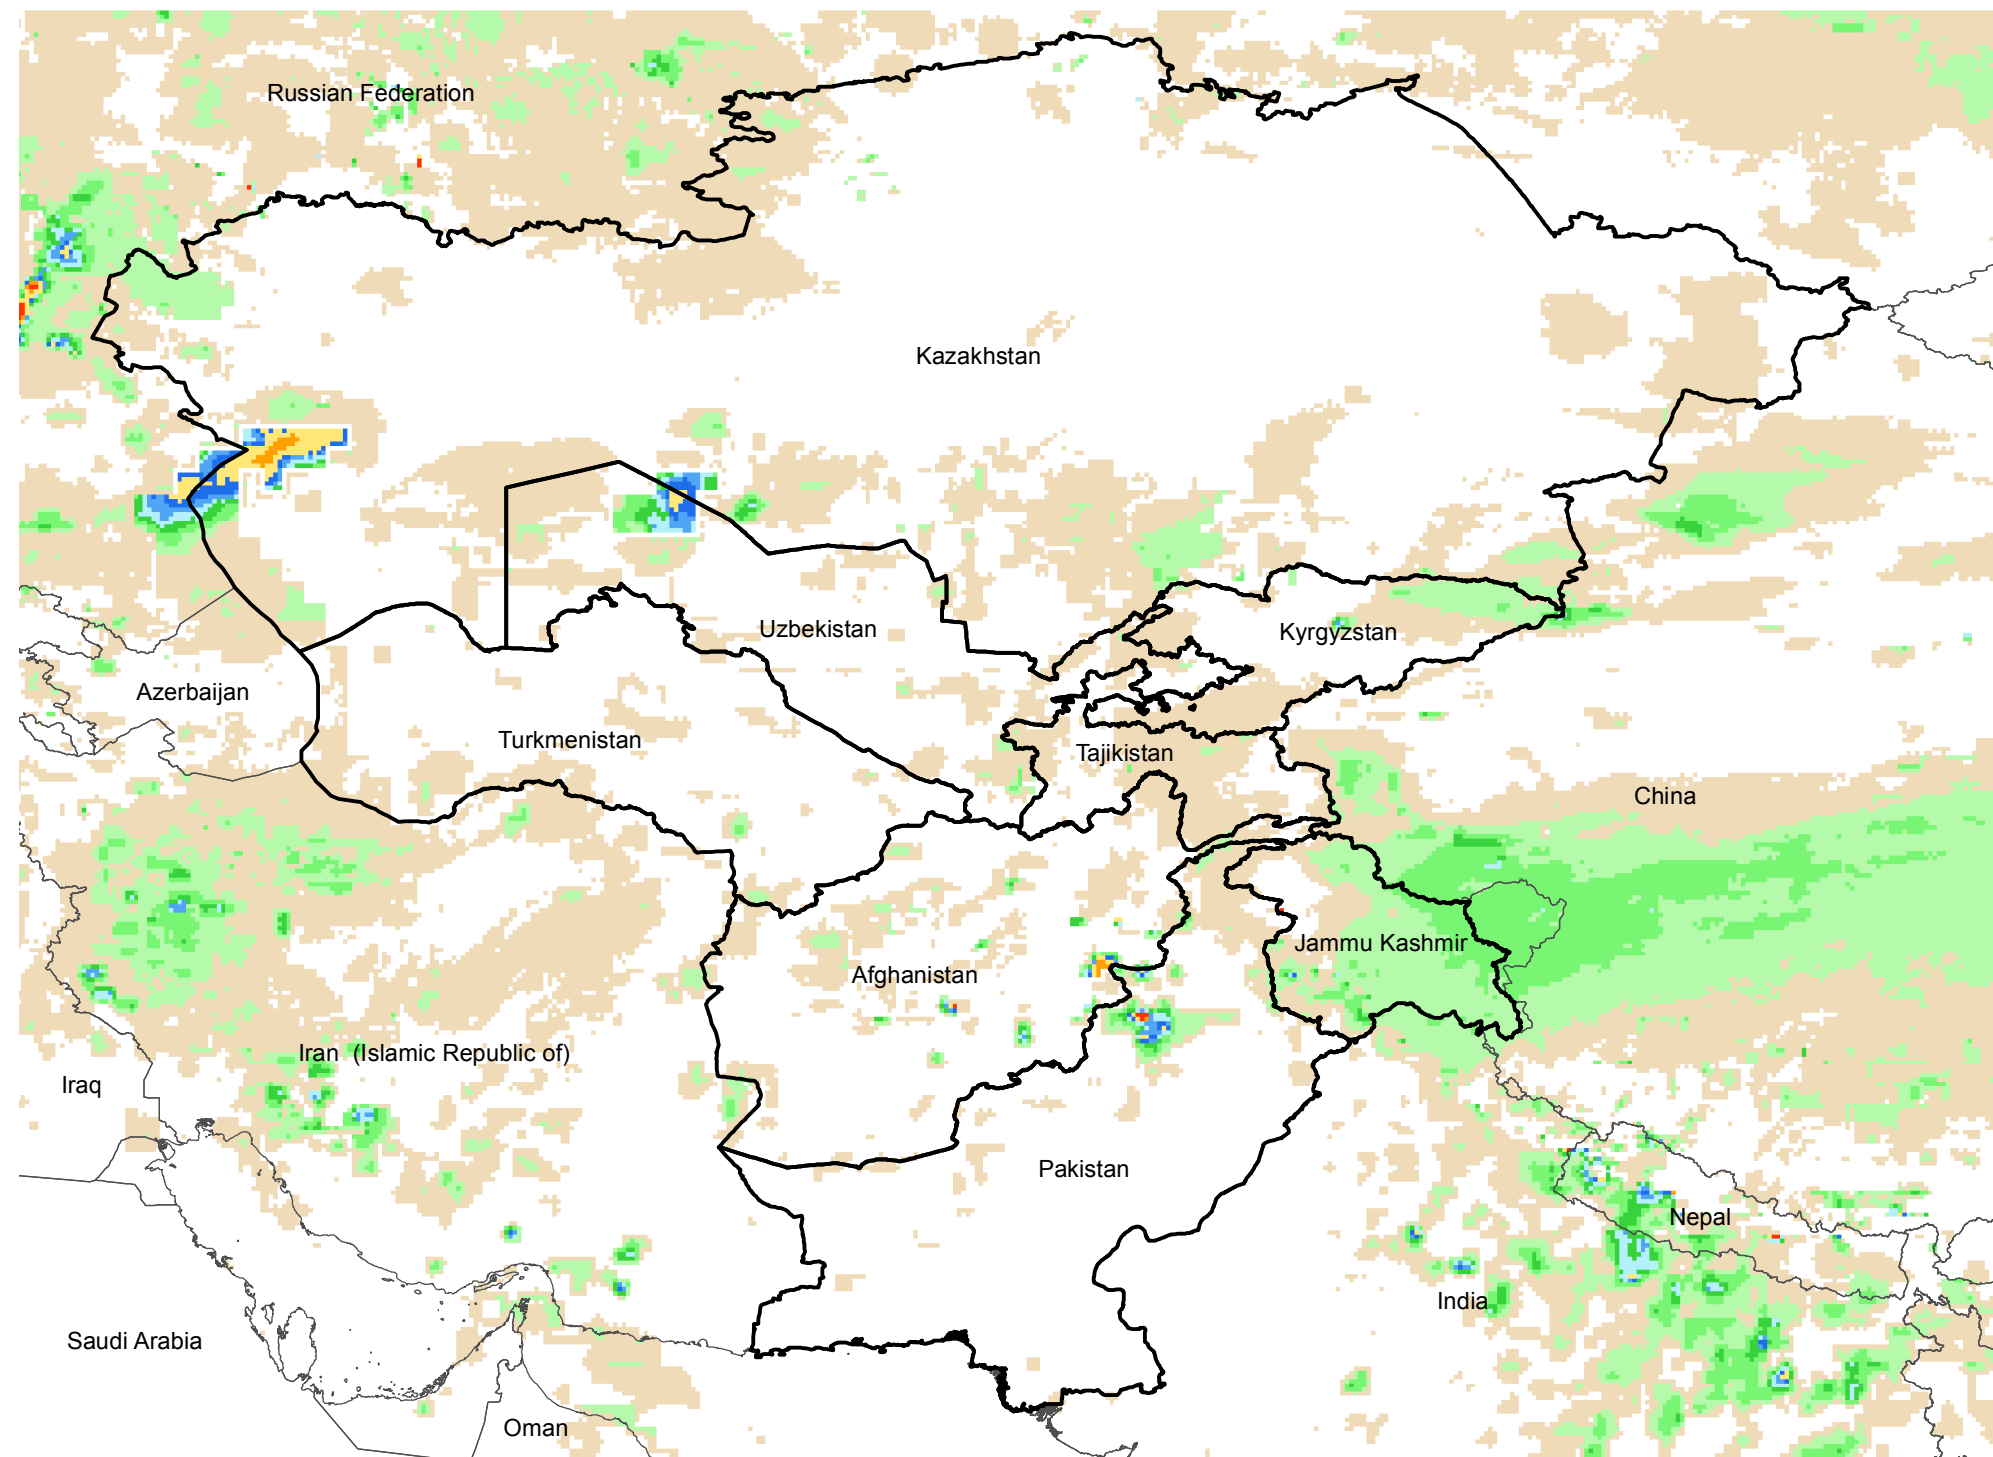 Russian Federation
Kazakhstan
Uzbekistan
Kyrgyzstan
Azerbaijan
Turkmenistan
Tajikistan
China
Jammu Kashmir
Afghanistan
Iran  (Islamic Republic of)
Iraq
Pakistan
Nepal
India
Saudi Arabia
Oman